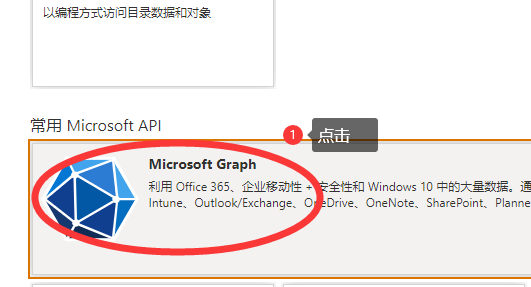 以编程方式访问目录数据和对象
常用 Microsoft API
1 点击
Microsoft Graph
利用 Office 365、企业移动性 + 安全性和 Windows 10 中的大量数据。通
Intune、Outlook/Exchange、OneDrive、OneNote、SharePoint、Planne